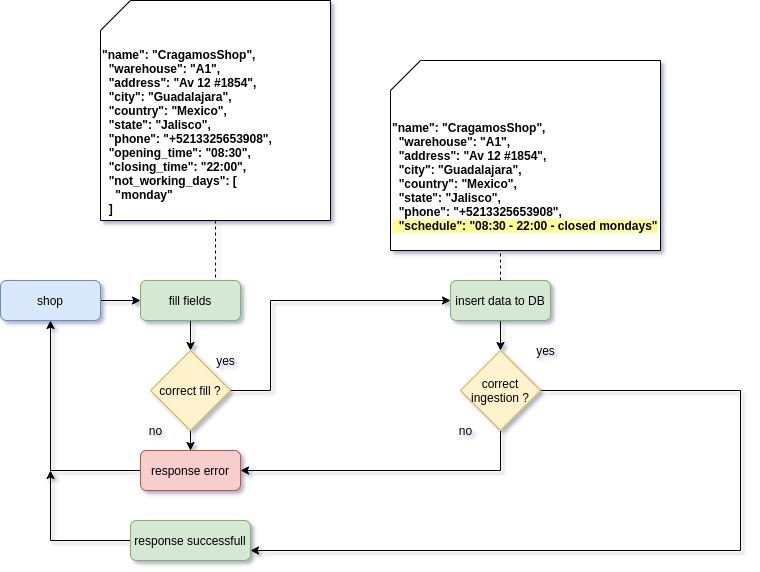 "name": "CragamosShop",
"warehouse": "A1",
"address": "Av 12 #1854",
"city": "Guadalajara",
"country": "Mexico",
"state": "Jalisco",
"phone": "+5213325653908",
"opening_time": "08:30",
"closing_time": "22:00",
"not_working_days": [
"monday"
]
"name": "CragamosShop",
"warehouse": "A1",
"address": "Av 12 #1854",
"city": "Guadalajara",
"country": "Mexico",
"state": "Jalisco",
"phone": "+5213325653908",
"schedule": "08:30 - 22:00 - closed mondays"
shop
fill fields
insert data to DB
yes
yes
correct fill ?
correct
ingestion ?
no
no
response error
response successfull